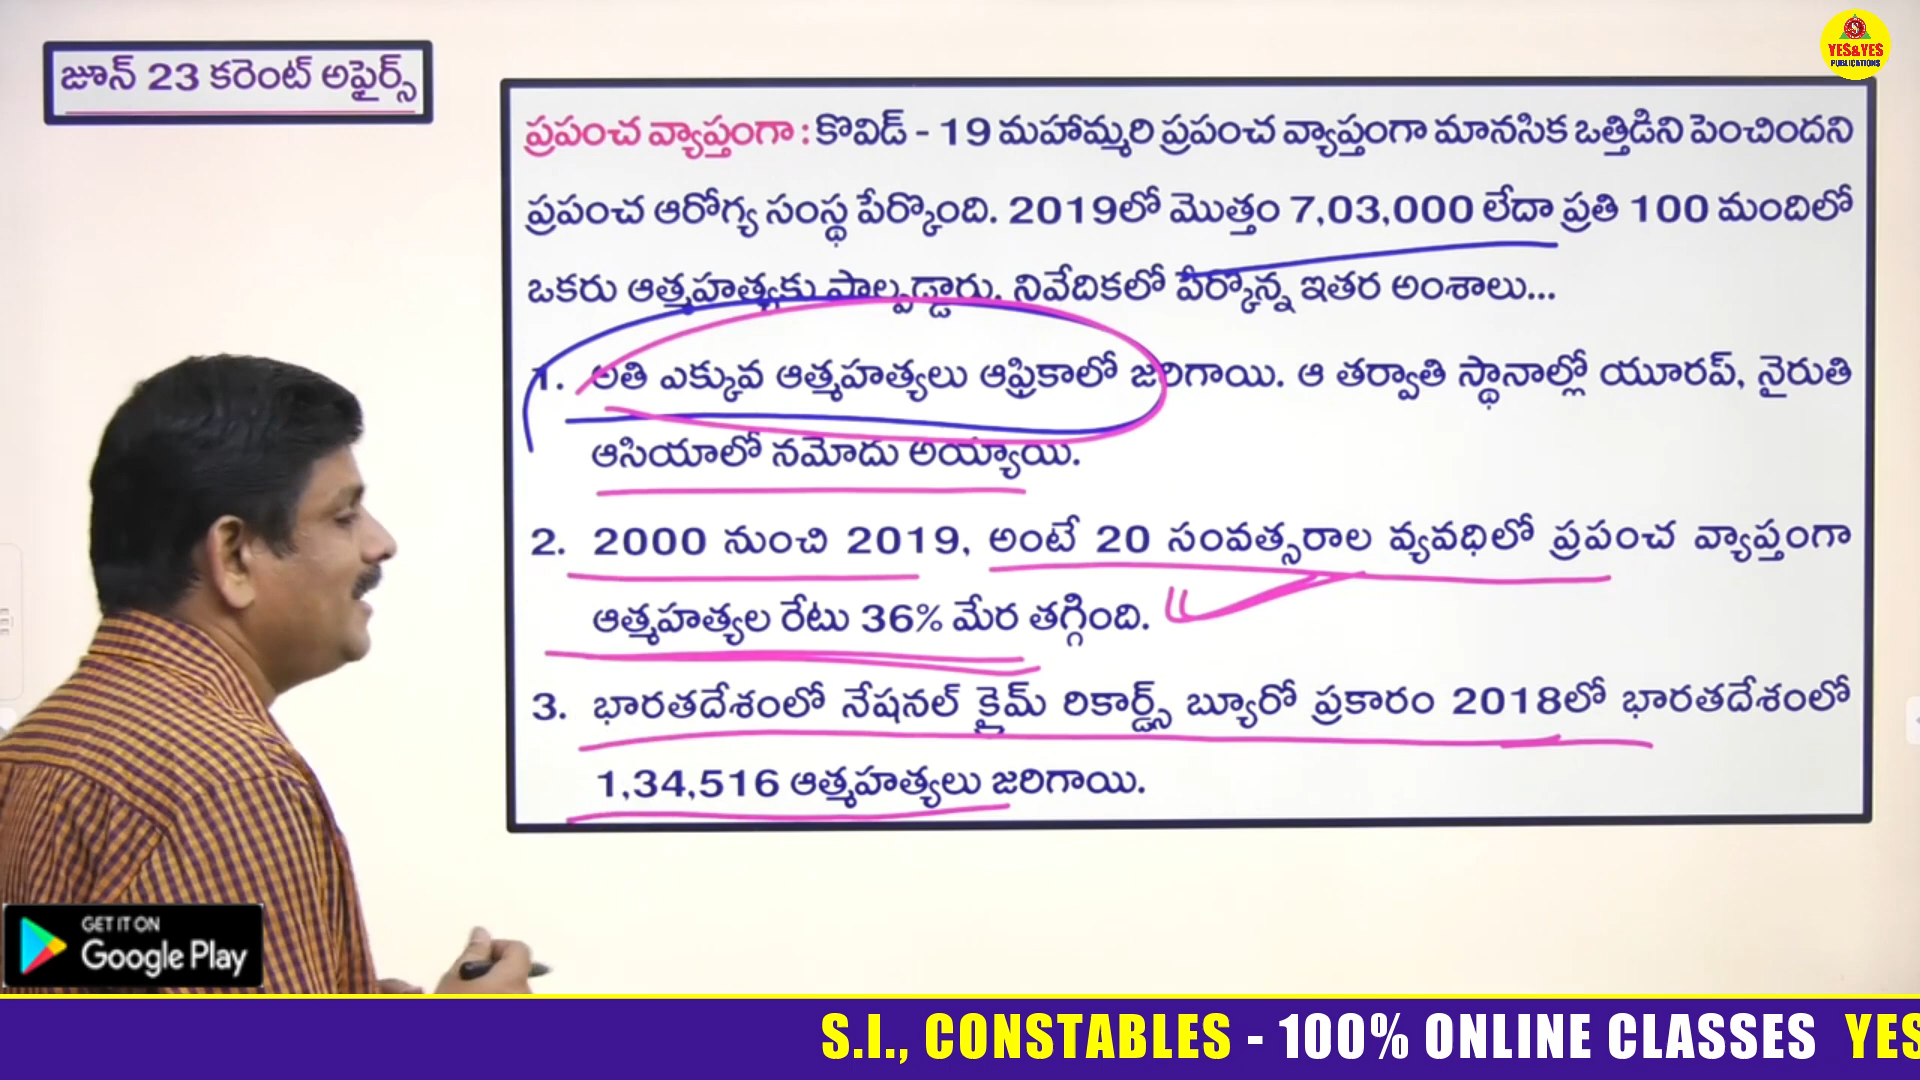 జూన్ 23 కరెంట్ అఫైర్స్
YES&YES
PUBLICATIONS
ప్రపంచ వ్యాప్తంగా : కొవిడ్ - 19 మహామ్మరి ప్రపంచ వ్యాప్తంగా మానసిక ఒత్తిడిని పెంచిందని
ప్రపంచ ఆరోగ్య సంస్థ పేర్కొంది. 2019లో మొత్తం 7,03,000 లేదా ప్రతి 100 మందిలో
ఒకరు ఆత్మహత్యకు పాల్పడ్డారు. నివేదికలో పేర్కొన్న ఇతర అంశాలు...
1. అతి ఎక్కువ ఆత్మహత్యలు ఆఫ్రికాలో జరిగాయి. ఆ తర్వాతి స్థానాల్లో యూరప్, నైరుతి
ఆసియాలో నమోదు అయ్యాయి.
2. 2000 నుంచి 2019, అంటే 20 సంవత్సరాల వ్యవధిలో ప్రపంచ వ్యాప్తంగా
ఆత్మహత్యల రేటు 36% మేర తగ్గింది.
3. భారతదేశంలో నేషనల్ క్రైమ్ రికార్డ్స్ బ్యూరో ప్రకారం 2018లో భారతదేశంలో
1,34,516 ఆత్మహత్యలు జరిగాయి.
GET IT ON
Google Play
S.I., CONSTABLES - 100% ONLINE CLASSES YES